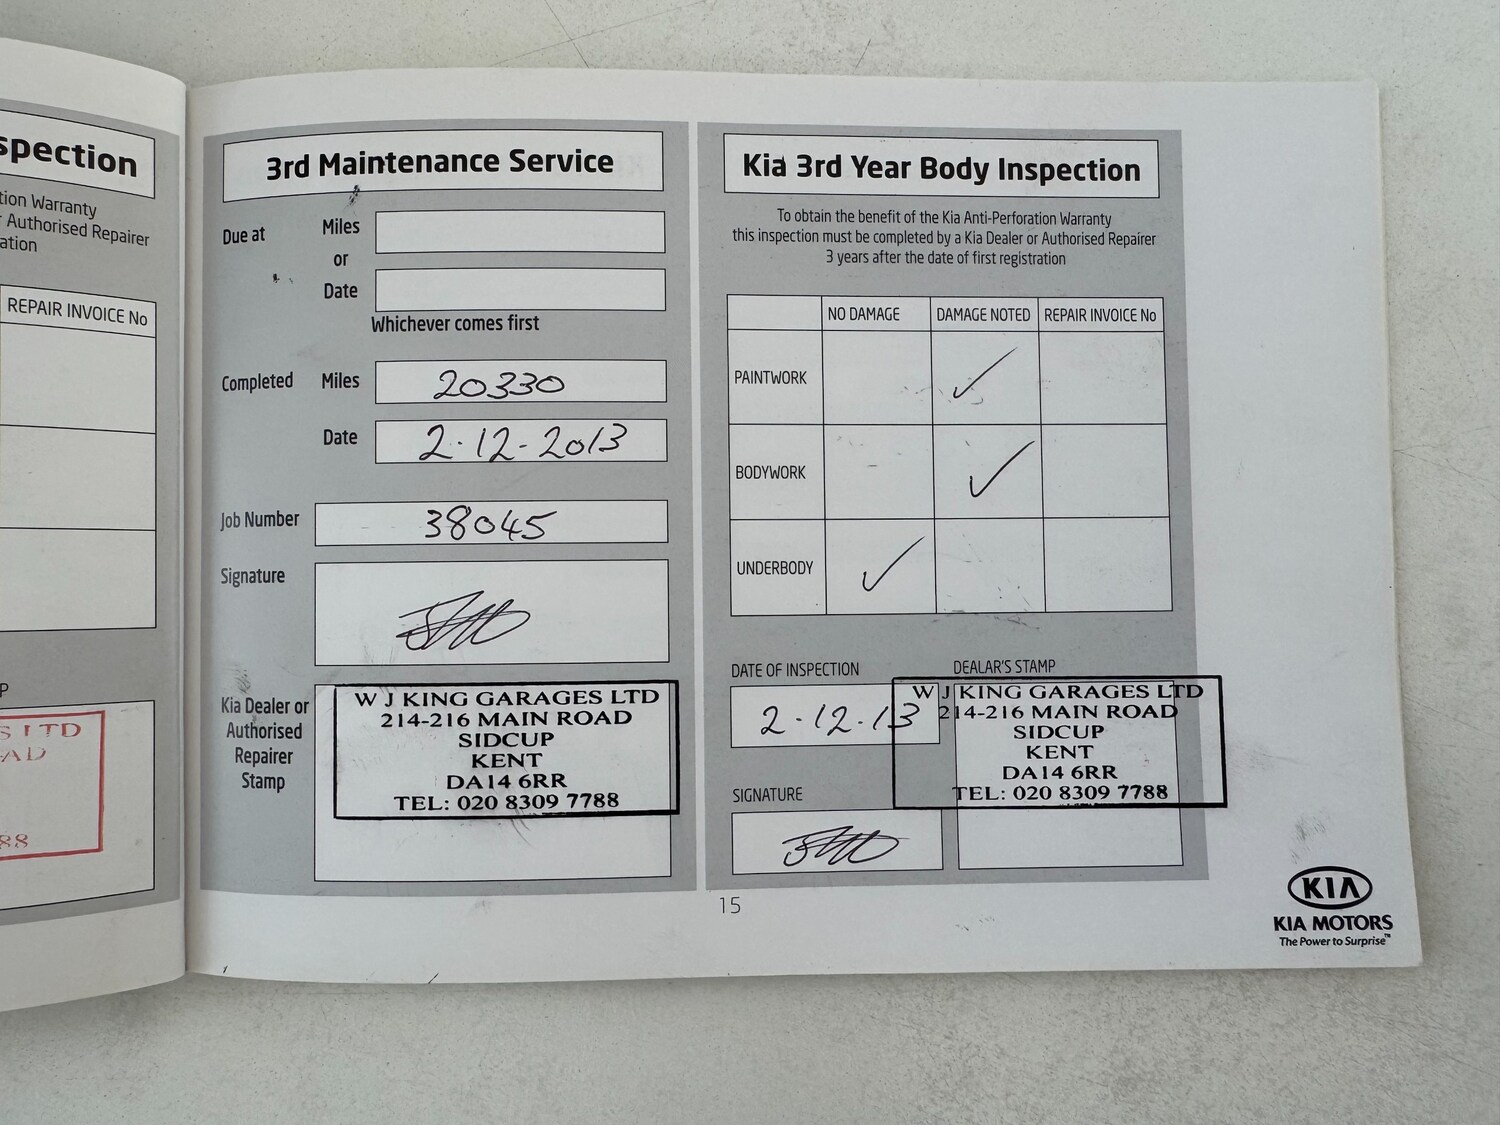 spection
tion Warranty
r Authorised Repairer
ation
REPAIR INVOICE No
P
S LTD
AD
88
3rd Maintenance Service
Due at Miles
or
Date
Whichever comes first
Completed Miles 20330
Date 2.12-2013
Job Number 38045
Signature
Kia Dealer or
Authorised
Repairer
Stamp
W J KING GARAGES LTD
214-216 MAIN ROAD
SIDCUP
KENT
DA14 6RR
TEL: 020 8309 7788
Kia 3rd Year Body Inspection
To obtain the benefit of the Kia Anti-Perforation Warranty
this inspection must be completed by a Kia Dealer or Authorised Repairer
3 years after the date of first registration
NO DAMAGE DAMAGE NOTED REPAIR INVOICE No
PAINTWORK
BODYWORK
UNDERBODY
DATE OF INSPECTION DEALAR'S STAMP
2.12.13
W J KING GARAGES LTD
214-216 MAIN ROAD
SIDCUP
KENT
DA14 6RR
TEL: 020 8309 7788
SIGNATURE
15
KIA
KIA MOTORS
The Power to Surprise™